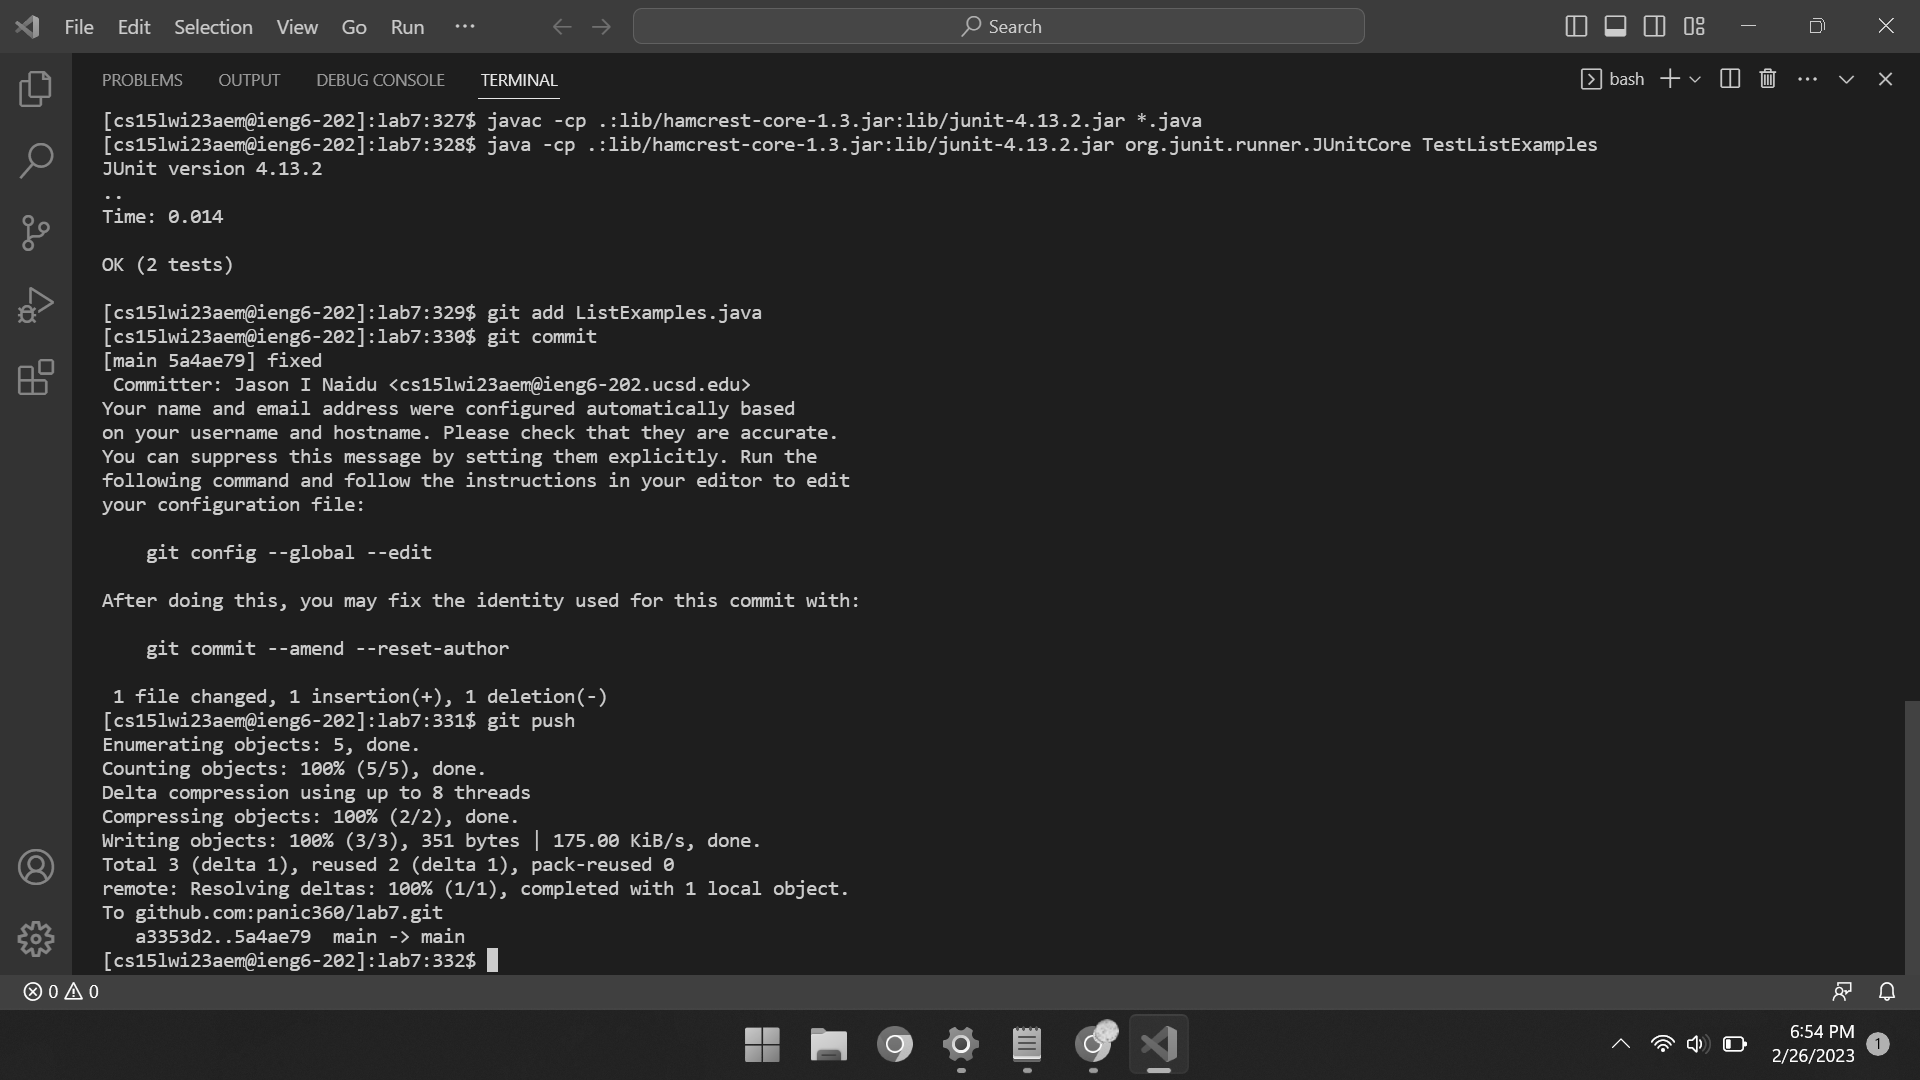 File Edit Selection View Go Run ···
Search
PROBLEMS OUTPUT DEBUG CONSOLE TERMINAL
bash
[cs15lwi23aem@ieng6-202]:lab7:327$ javac -cp .:lib/hamcrest-core-1.3.jar:lib/junit-4.13.2.jar *.java
[cs15lwi23aem@ieng6-202]:lab7:328$ java -cp .:lib/hamcrest-core-1.3.jar:lib/junit-4.13.2.jar org.junit.runner.JUnitCore TestListExamples
JUnit version 4.13.2
..
Time: 0.014
OK (2 tests)
[cs15lwi23aem@ieng6-202]:lab7:329$ git add ListExamples.java
[cs15lwi23aem@ieng6-202]:lab7:330$ git commit
[main 5a4ae79] fixed
Committer: Jason I Naidu <cs15lwi23aem@ieng6-202.ucsd.edu>
Your name and email address were configured automatically based
on your username and hostname. Please check that they are accurate.
You can suppress this message by setting them explicitly. Run the
following command and follow the instructions in your editor to edit
your configuration file:
git config --global --edit
After doing this, you may fix the identity used for this commit with:
git commit --amend --reset-author
1 file changed, 1 insertion(+), 1 deletion(-)
[cs15lwi23aem@ieng6-202]:lab7:331$ git push
Enumerating objects: 5, done.
Counting objects: 100% (5/5), done.
Delta compression using up to 8 threads
Compressing objects: 100% (2/2), done.
Writing objects: 100% (3/3), 351 bytes | 175.00 KiB/s, done.
Total 3 (delta 1), reused 2 (delta 1), pack-reused 0
remote: Resolving deltas: 100% (1/1), completed with 1 local object.
To github.com:panic360/lab7.git
a3353d2..5a4ae79 main -> main
[cs15lwi23aem@ieng6-202]:lab7:332$
0 0
6:54 PM
2/26/2023
1